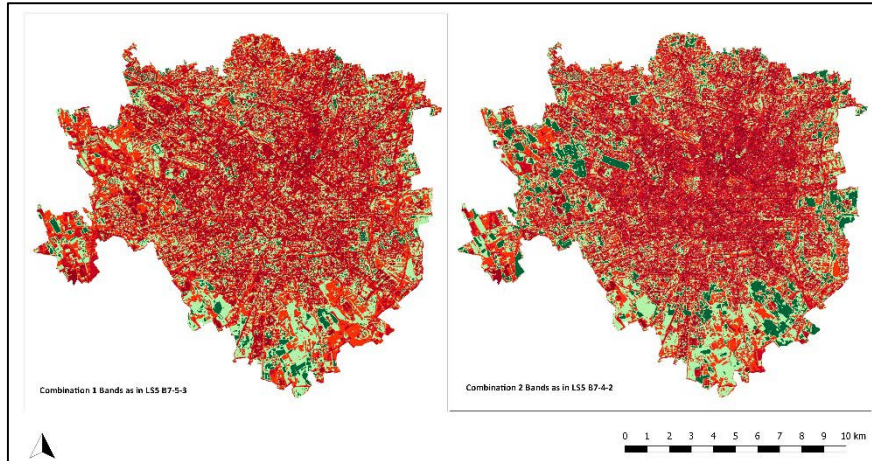 Combination 1 Bands as in LS5 B7-5-3
Combination 2 Bands as in LS5 B7-4-2
0 1 2 3 4 5 6 7 8 9 10 km